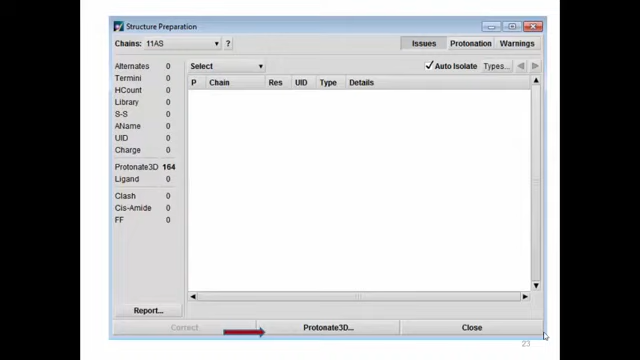 Structure Preparation
Chains: 11AS ?
Issues Protonation Warnings
Alternates 0
Termini 0
HCount 0
Library 0
S-S 0
AName 0
UID 0
Charge 0
Protonate3D 164
Ligand 0
Clash 0
Cis-Amide 0
FF 0
Select
Auto Isolate Types...
P Chain Res UID Type Details
Report...
Correct Protonate3D... Close
23